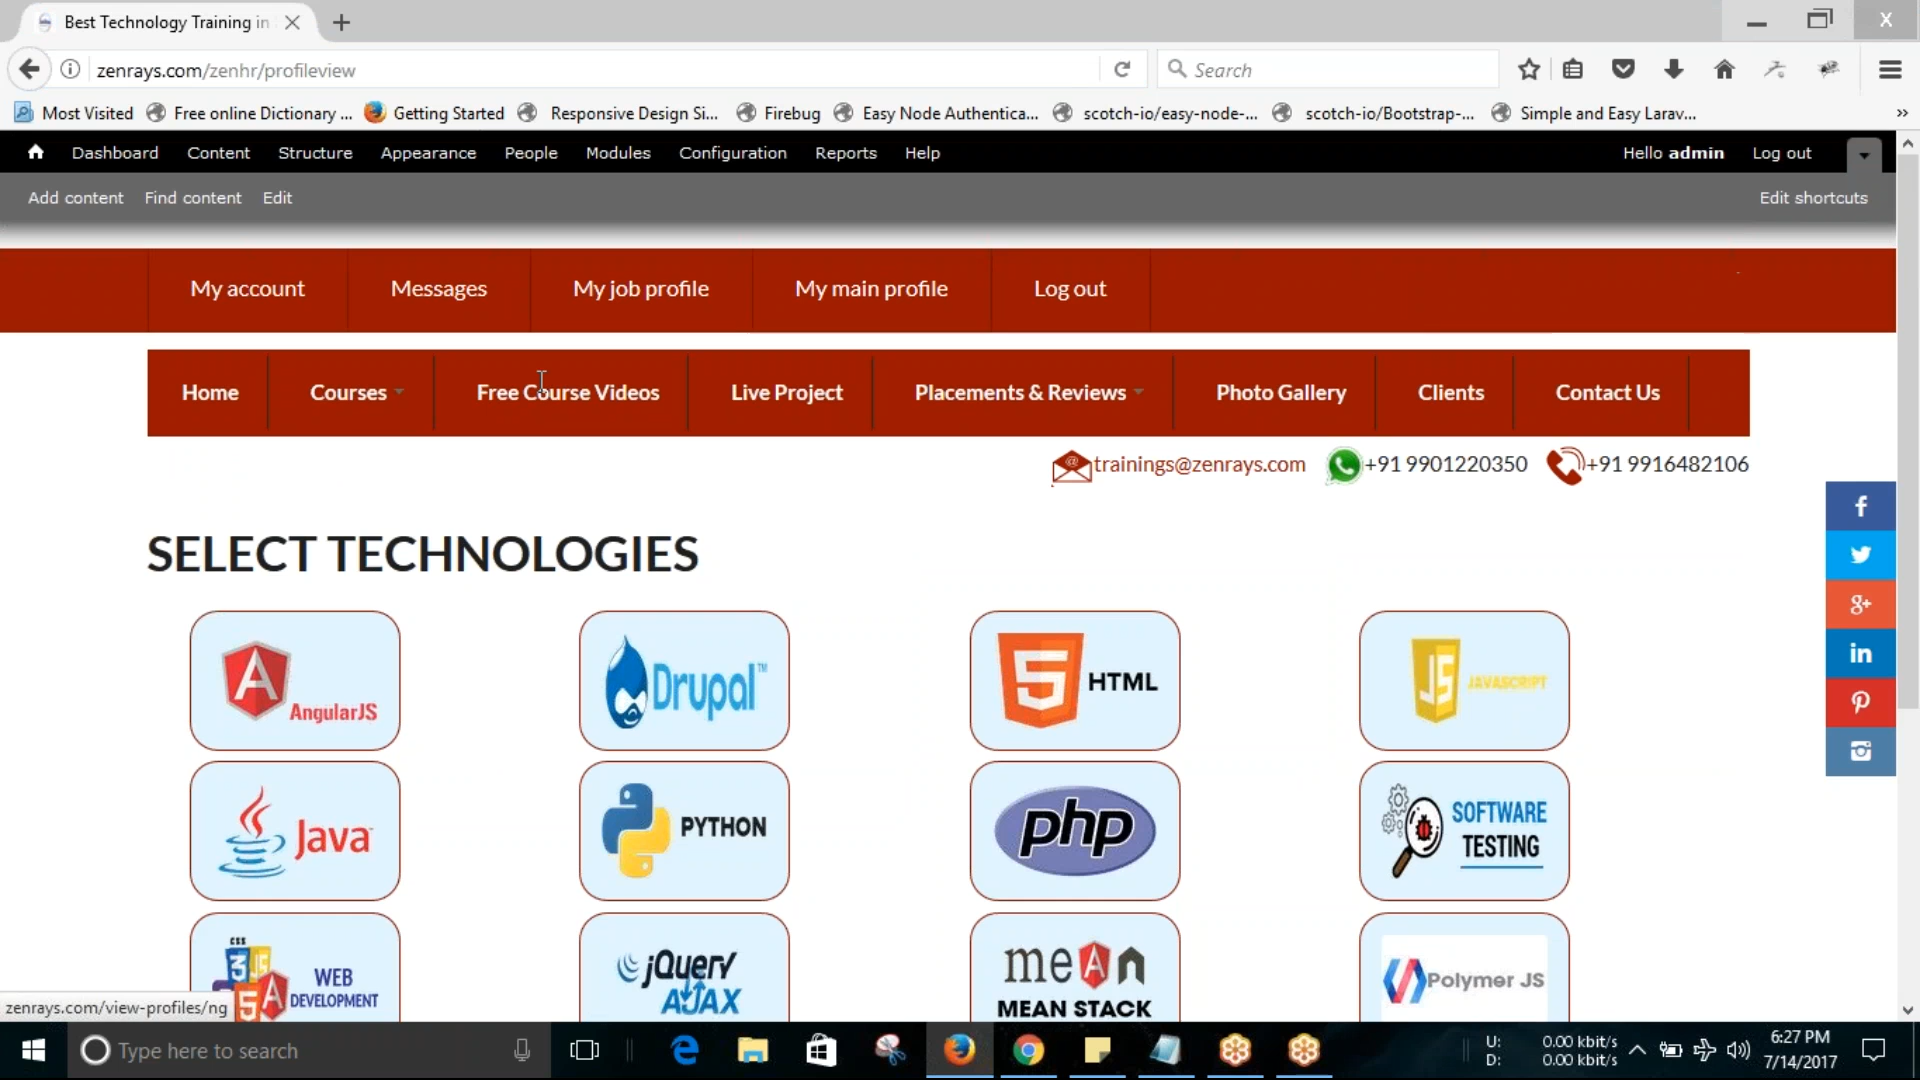 Best Technology Training in
zenrays.com/zenhr/profileview
Search
Most Visited Free online Dictionary ... Getting Started Responsive Design Si... Firebug Easy Node Authentica... scotch-io/easy-node-... scotch-io/Bootstrap-... Simple and Easy Larav... »
Dashboard Content Structure Appearance People Modules Configuration Reports Help Hello admin Log out
Add content Find content Edit Edit shortcuts
My account Messages My job profile My main profile Log out
Home Courses Free Course Videos Live Project Placements & Reviews Photo Gallery Clients Contact Us
trainings@zenrays.com +91 9901220350 +91 9916482106
SELECT TECHNOLOGIES
AngularJS
Drupal™
HTML
JS JAVASCRIPT
Java™
PYTHON
php
SOFTWARE
TESTING
CSS
WEB
DEVELOPMENT
jQuery
AJAX
meAn
MEAN STACK
Polymer JS
f
g+
in
zenrays.com/view-profiles/ng
Type here to search
U: 0.00 kbit/s
D: 0.00 kbit/s
6:27 PM
7/14/2017